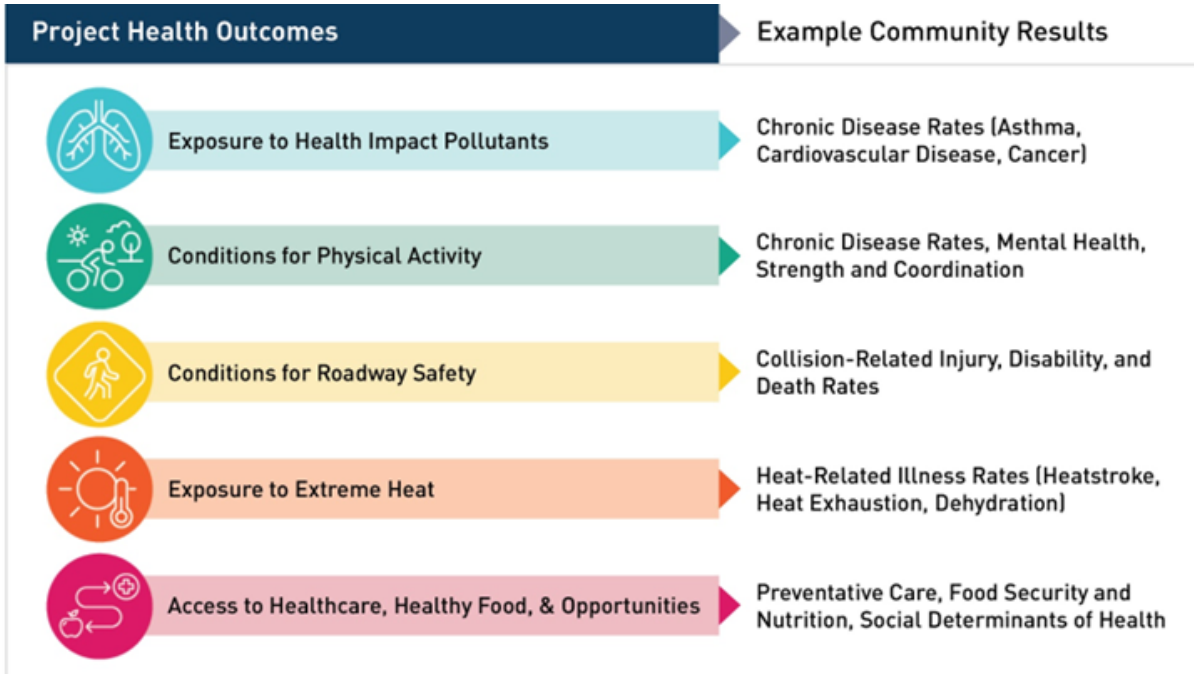 Project Health Outcomes
Example Community Results
Exposure to Health Impact Pollutants
Chronic Disease Rates (Asthma,
Cardiovascular Disease, Cancer)
Conditions for Physical Activity
Chronic Disease Rates, Mental Health,
Strength and Coordination
Conditions for Roadway Safety
Collision-Related Injury, Disability, and
Death Rates
Exposure to Extreme Heat
Heat-Related Illness Rates (Heatstroke,
Heat Exhaustion, Dehydration)
Access to Healthcare, Healthy Food, & Opportunities
Preventative Care, Food Security and
Nutrition, Social Determinants of Health